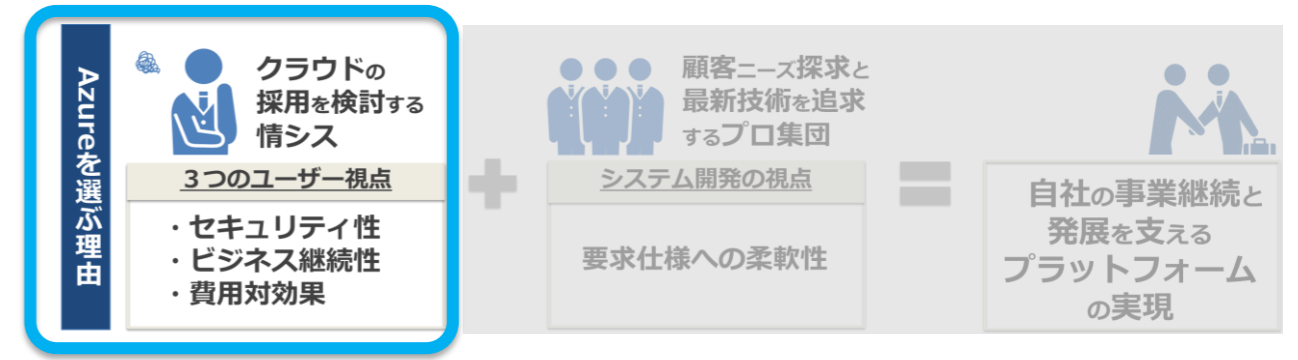 Azureを選ぶ理由
クラウドの
採用を検討する
情シス
３つのユーザー視点
・セキュリティ性
・ビジネス継続性
・費用対効果
顧客ニーズ探求と
最新技術を追求
するプロ集団
システム開発の視点
要求仕様への柔軟性
自社の事業継続と
発展を支える
プラットフォーム
の実現